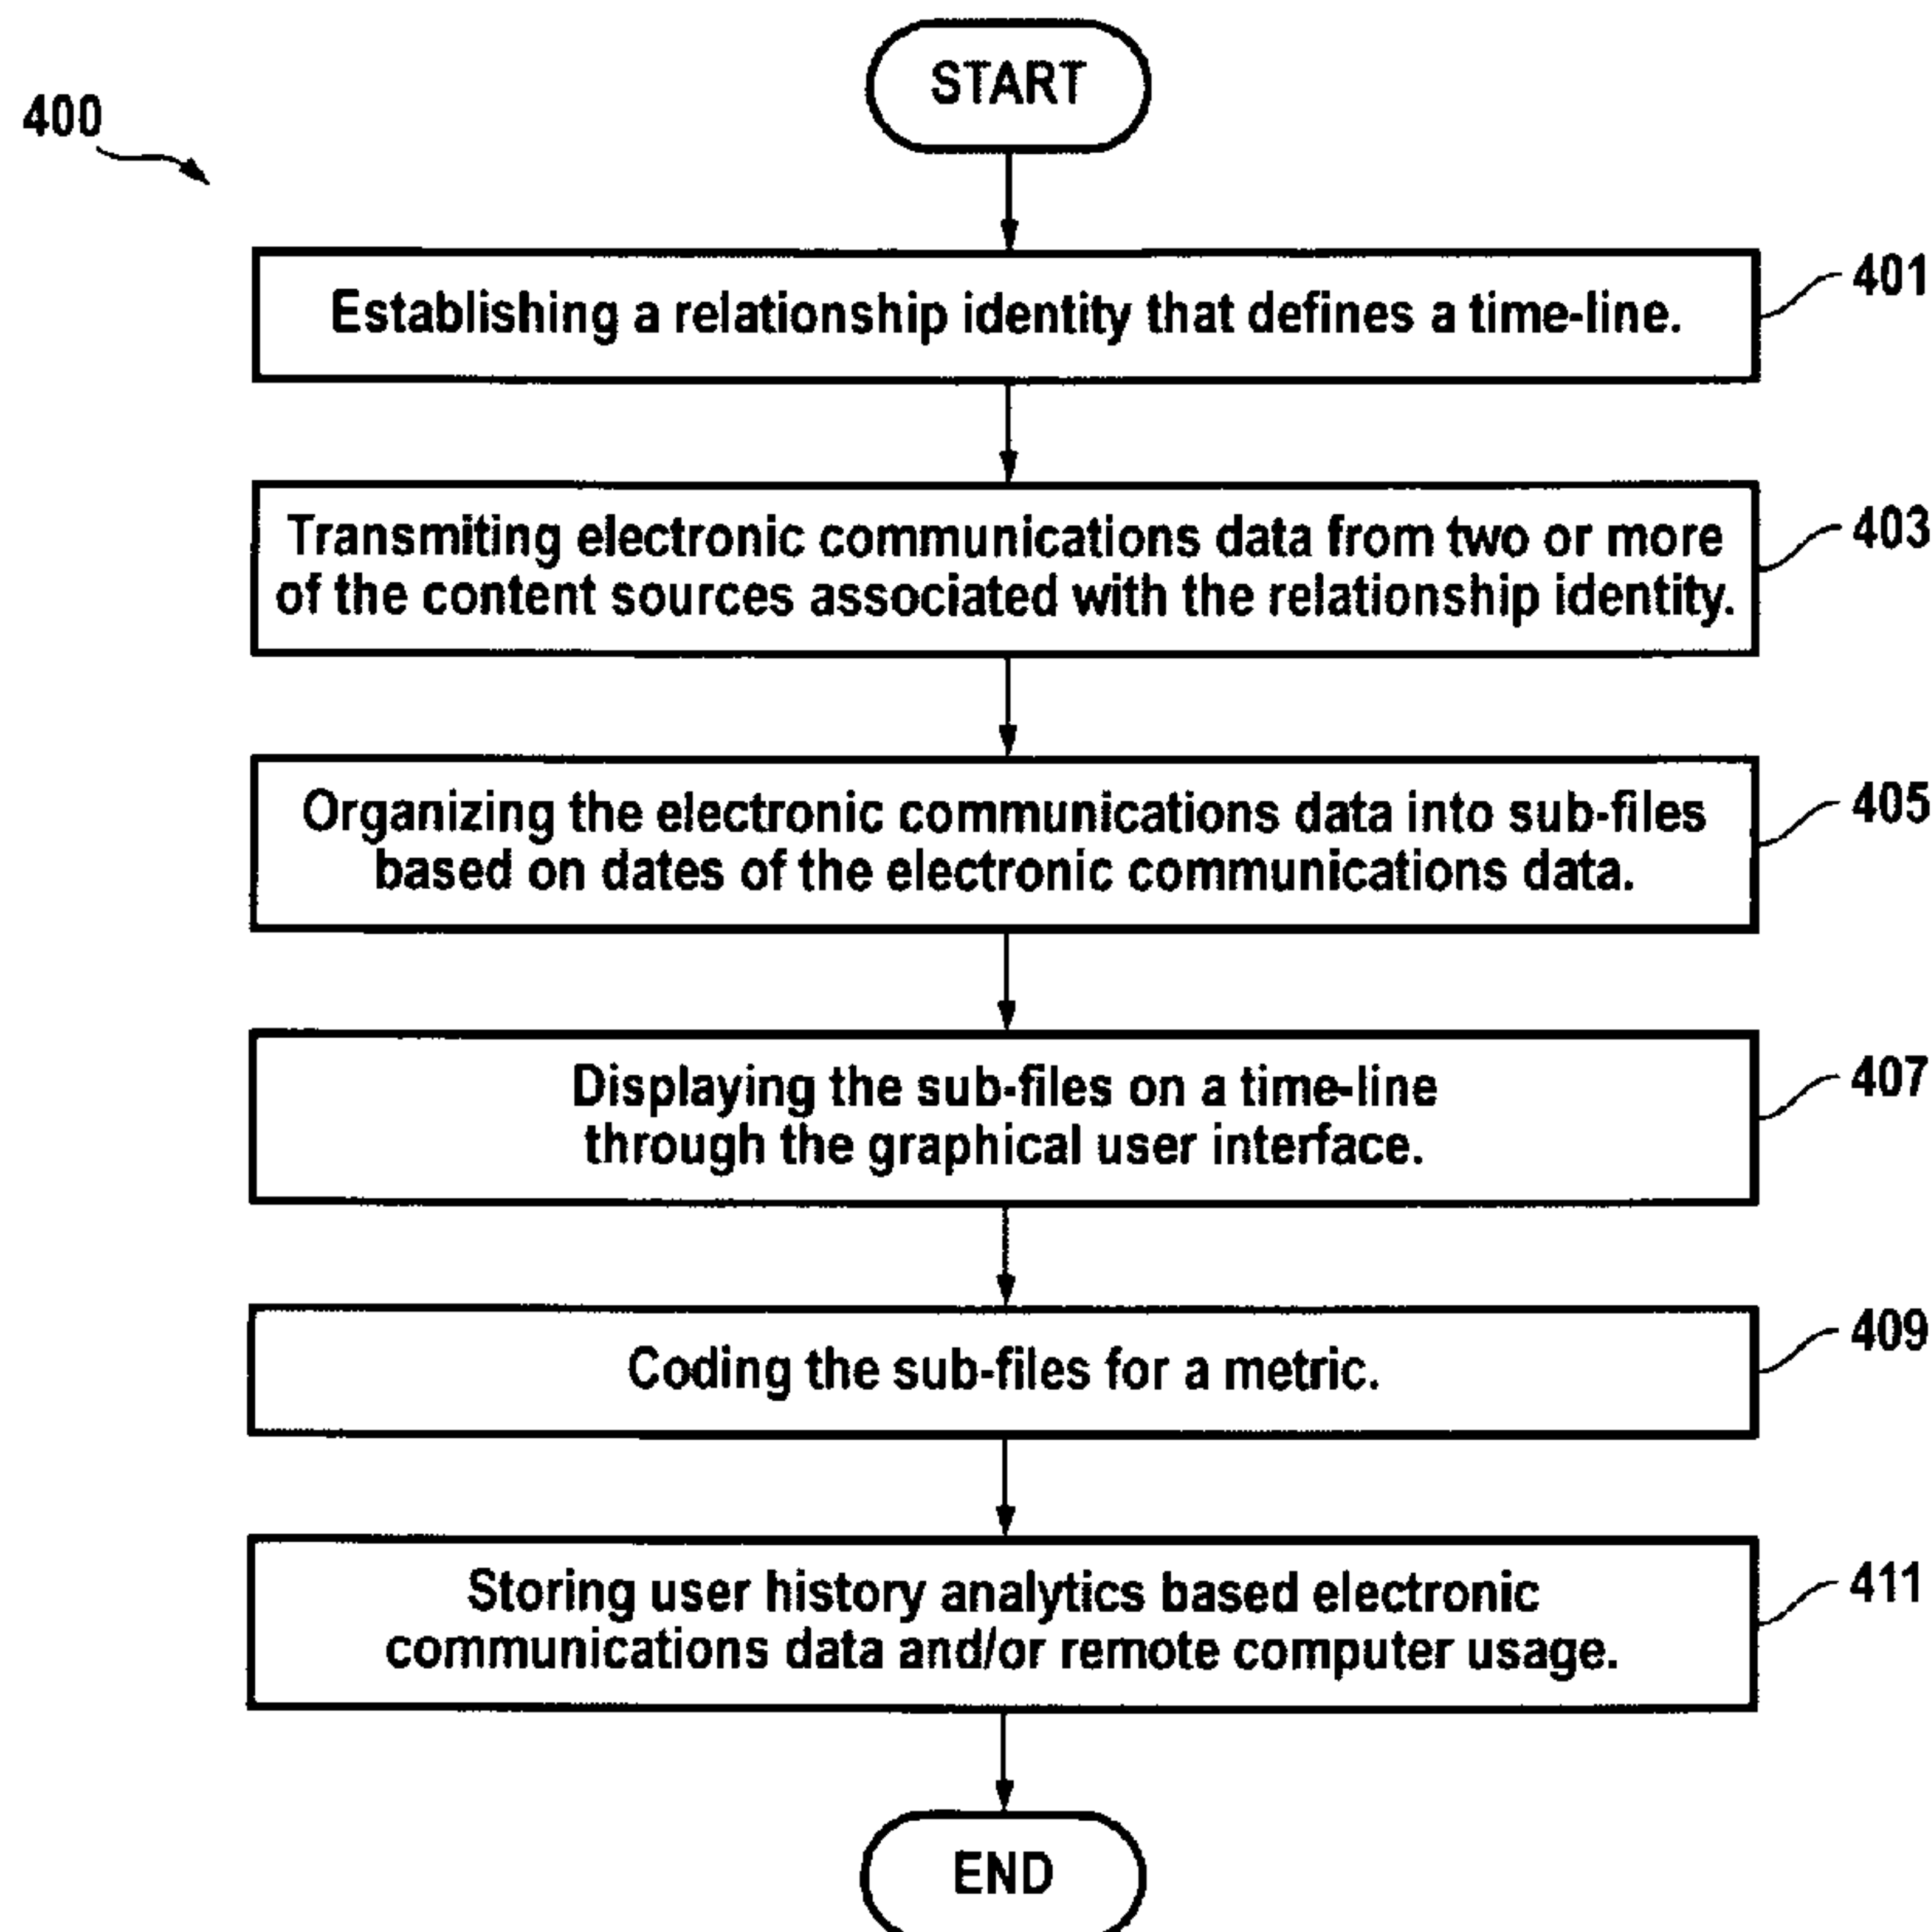 START
400
Establishing a relationship identity that defines a time-line.
401
Transmiting electronic communications data from two or more
of the content sources associated with the relationship identity.
403
Organizing the electronic communications data into sub-files
based on dates of the electronic communications data.
405
Displaying the sub-files on a time-line
through the graphical user interface.
407
Coding the sub-files for a metric.
409
Storing user history analytics based electronic
communications data and/or remote computer usage.
411
END